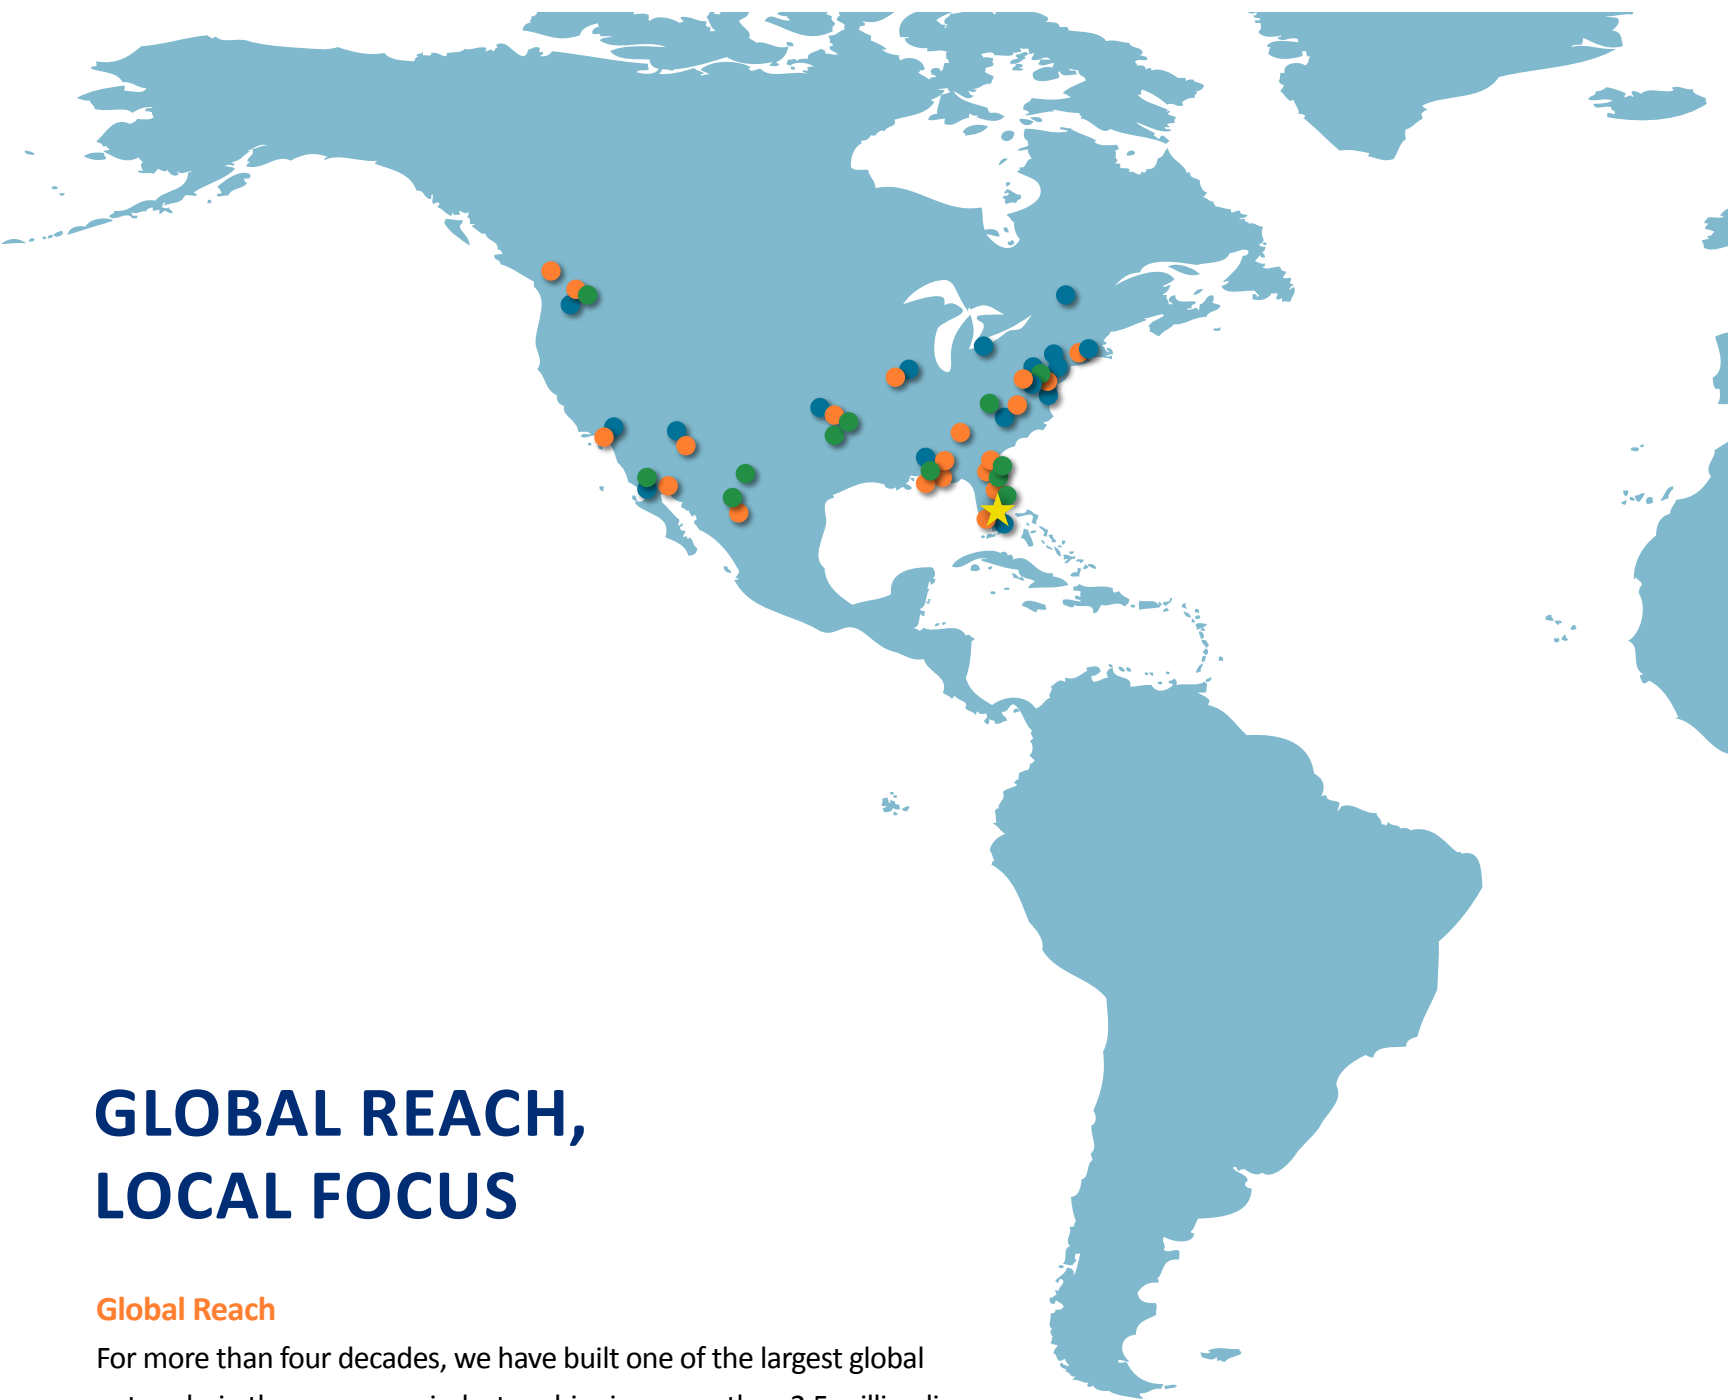 GLOBAL REACH,
LOCAL FOCUS
Global Reach
For more than four decades, we have built one of the largest global